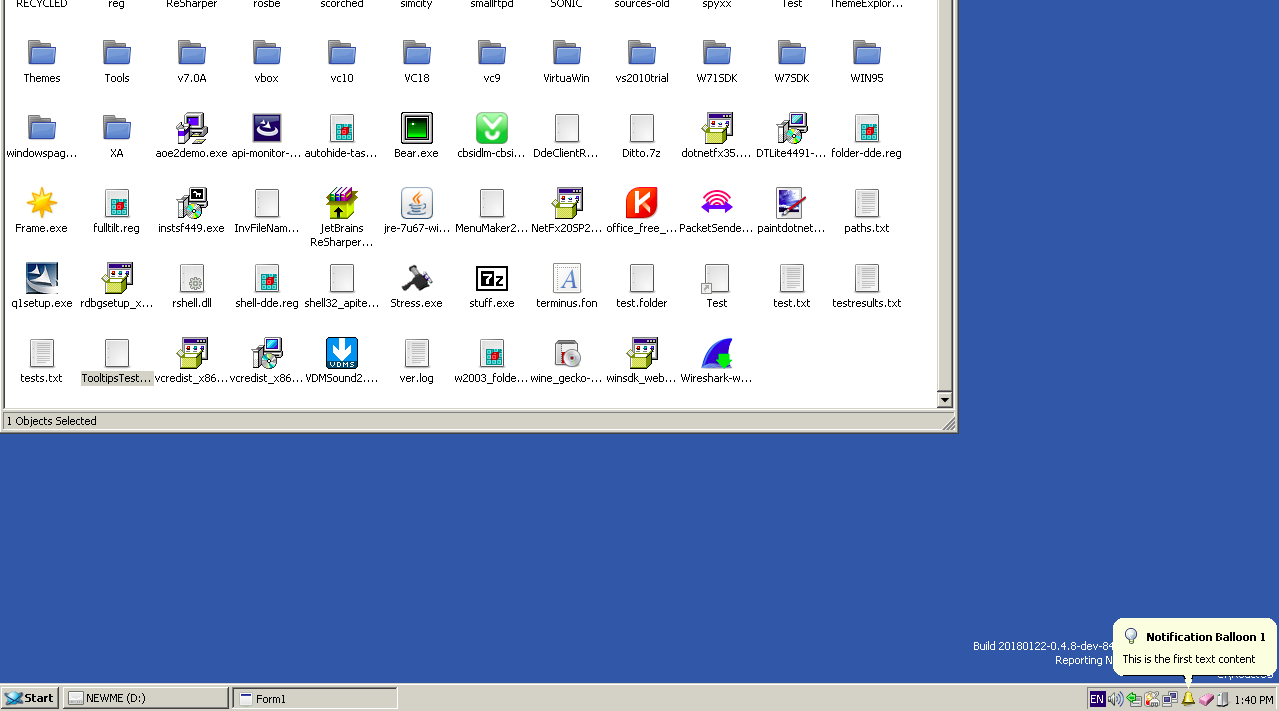 RECYCLED reg ReSharper rosbe scorched simcity smallftpd SONIC sources-old spyxx Test ThemeExplor...
Themes Tools v7.0A vbox vc10 VC18 vc9 VirtuaWin vs2010trial W71SDK W7SDK WIN95
windowspag... XA aoe2demo.exe api-monitor-... autohide-tas... Bear.exe cbsidlm-cbsi... DdeClientR... Ditto.7z dotnetfx35.... DTLite4491-... folder-dde.reg
Frame.exe fulltilt.reg instsf449.exe InvFileNam... JetBrains jre-7u67-wi... MenuMaker2... NetFx20SP2... office_free_... PacketSende... paintdotnet... paths.txt
ReSharper...
q1setup.exe rdbgsetup_x... rshell.dll shell-dde.reg shell32_apite... Stress.exe stuff.exe terminus.fon test.folder Test test.txt testresults.txt
VDMS
tests.txt TooltipsTest... vcredist_x86... vcredist_x86... VDMSound2.... ver.log w2003_folde... wine_gecko-... winsdk_web... Wireshark-w...
1 Objects Selected
Build 20180122-0.4.8-dev-84
Reporting N
Notification Balloon 1
This is the first text content
Start NEWME (D:) Form1 EN 1:40 PM